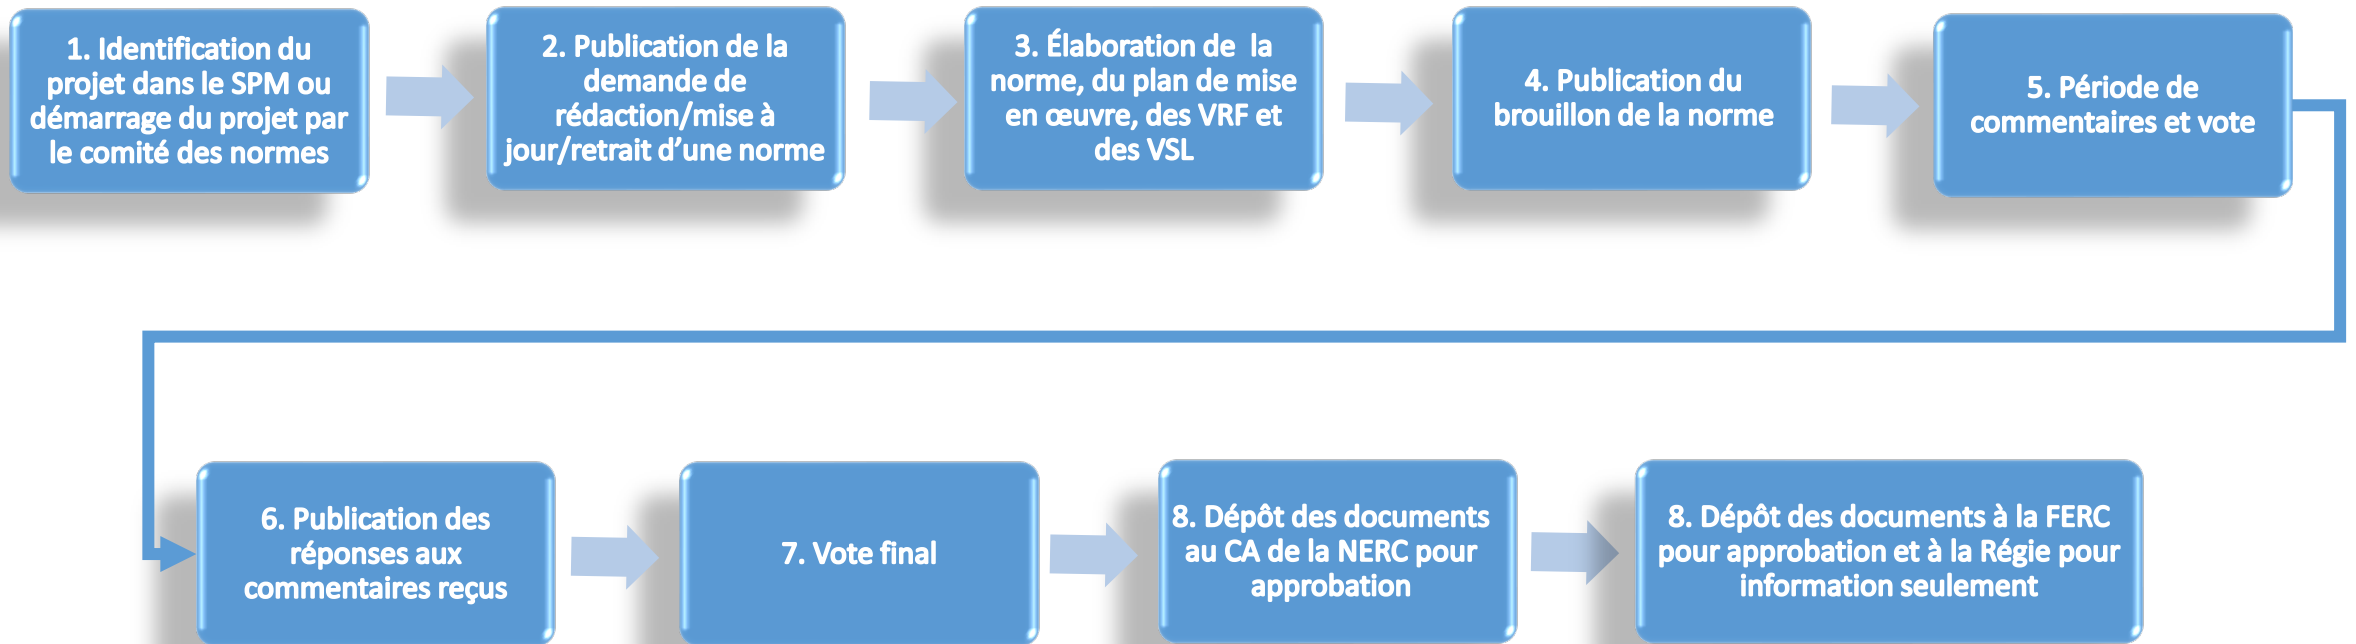 1. Identification du
projet dans le SPM ou
démarrage du projet par
le comité des normes
2. Publication de la
demande de
rédaction/mise à
jour/retrait d’une norme
3. Élaboration de la
norme, du plan de mise
en œuvre, des VRF et
des VSL
4. Publication du
brouillon de la norme
5. Période de
commentaires et vote
6. Publication des
réponses aux
commentaires reçus
7. Vote final
8. Dépôt des documents
au CA de la NERC pour
approbation
8. Dépôt des documents à la FERC
pour approbation et à la Régie pour
information seulement